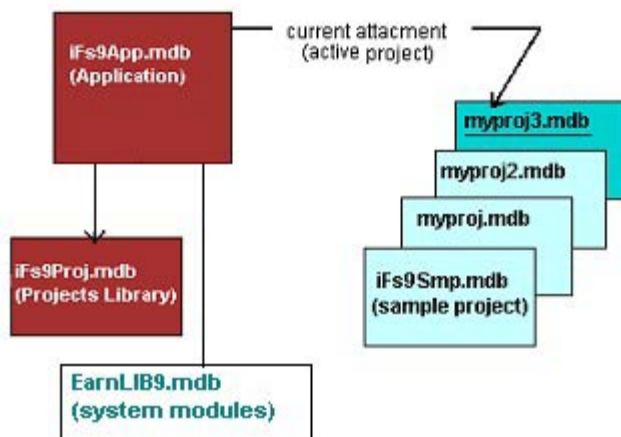 iFs9App.mdb
(Application)
current attacment
(active project)
myproj3.mdb
myproj2.mdb
myproj.mdb
iFs9Smp.mdb
(sample project)
iFs9Proj.mdb
(Projects Library)
EarnLIB9.mdb
(system modules)